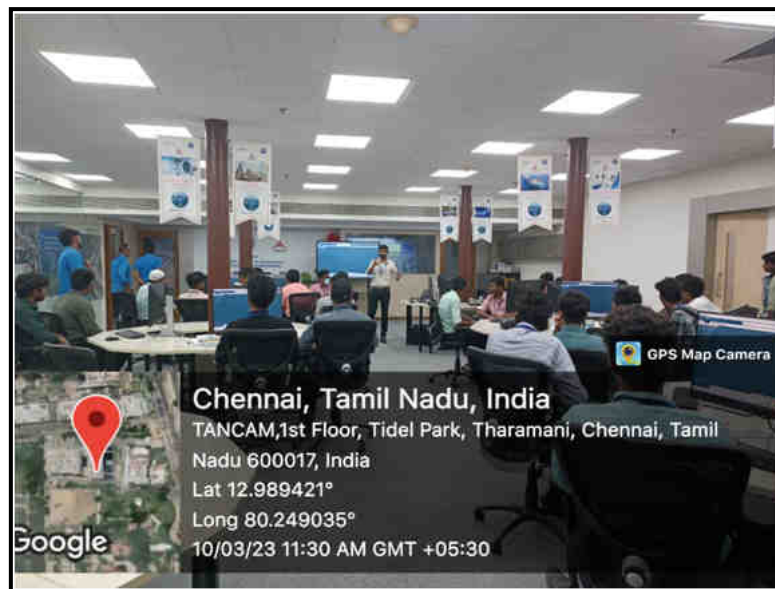 GPS Map Camera
Chennai, Tamil Nadu, India
TANCAM,1st Floor, Tidel Park, Tharamani, Chennai, Tamil
Nadu 600017, India
Lat 12.989421°
Long 80.249035°
10/03/23 11:30 AM GMT +05:30
Google